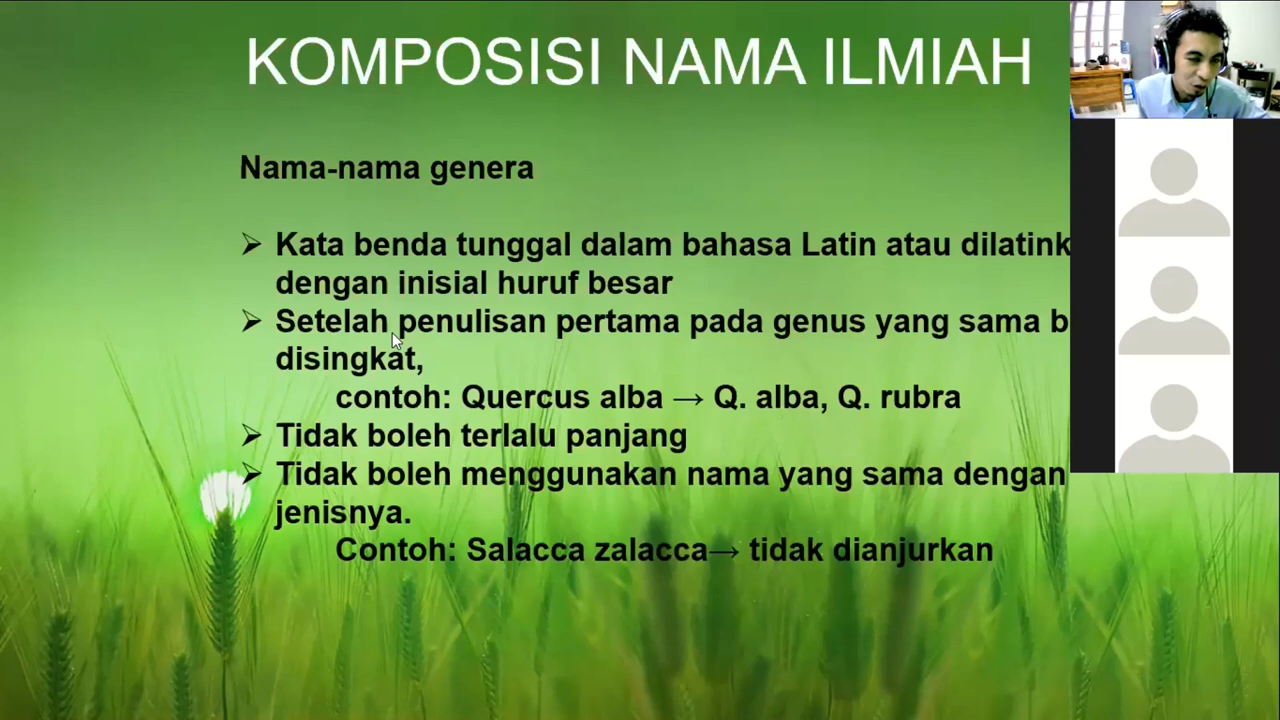 KOMPOSISI NAMA ILMIAH
Nama-nama genera
➢ Kata benda tunggal dalam bahasa Latin atau
dengan inisial huruf besar
➢ Setelah penulisan pertama pada genus yang sama
disingkat,
contoh: Quercus alba → Q. alba, Q. rubra
➢ Tidak boleh terlalu panjang
➢ Tidak boleh menggunakan nama yang sama dengan
jenisnya.
Contoh: Salacca zalacca→ tidak dianjurkan